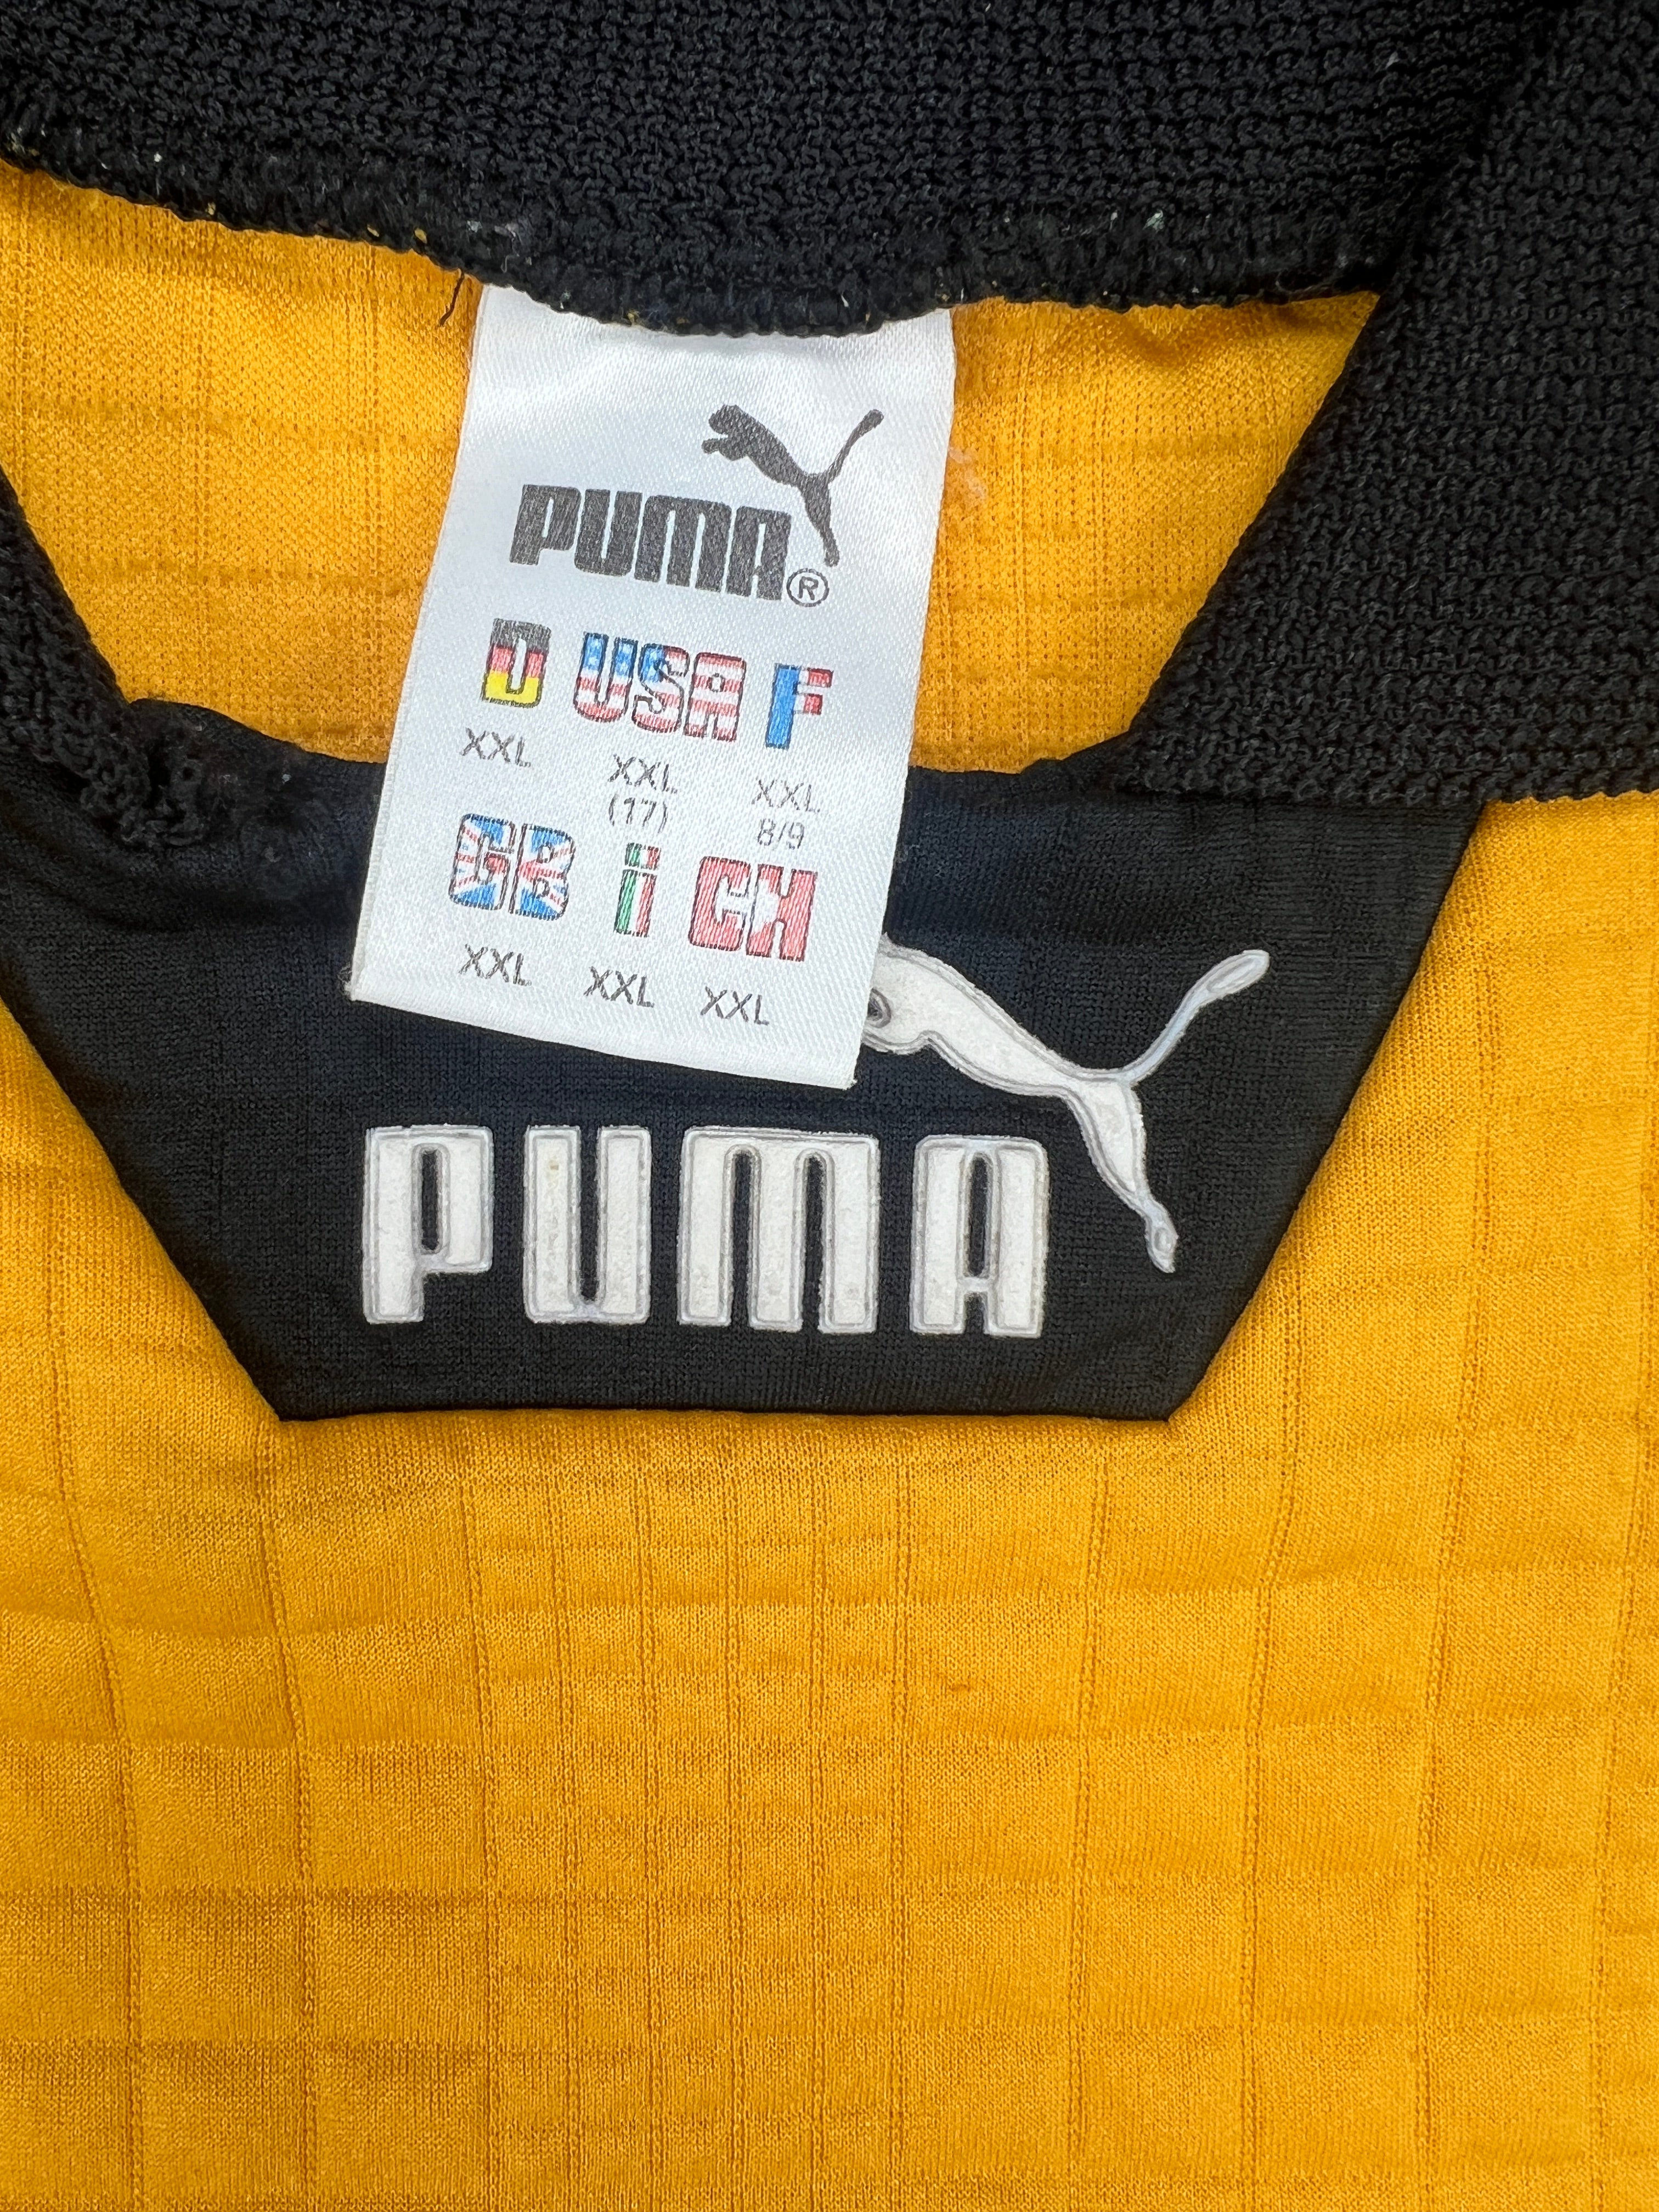 PUMA®
D USA F
XXL XXL XXL
(17) 8/9
GB i CH
XXL XXL XXL
PUMA